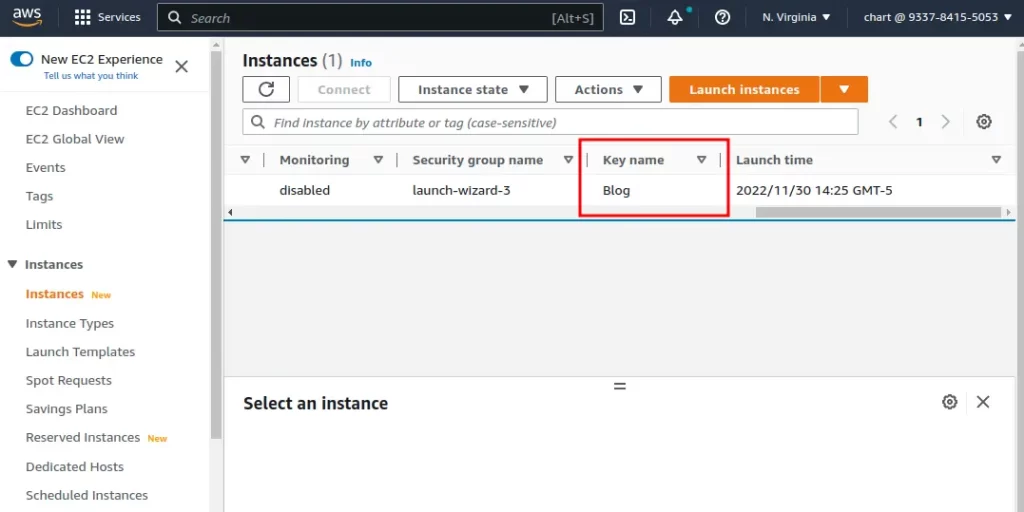 aws
Services
Search
[Alt+S]
N. Virginia
chart @ 9337-8415-5053
New EC2 Experience
Tell us what you think
EC2 Dashboard
EC2 Global View
Events
Tags
Limits
Instances
Instances New
Instance Types
Launch Templates
Spot Requests
Savings Plans
Reserved Instances New
Dedicated Hosts
Scheduled Instances
Instances (1) Info
Connect
Instance state
Actions
Launch instances
Find instance by attribute or tag (case-sensitive)
1
Monitoring Security group name Key name Launch time
disabled launch-wizard-3 Blog 2022/11/30 14:25 GMT-5
Select an instance